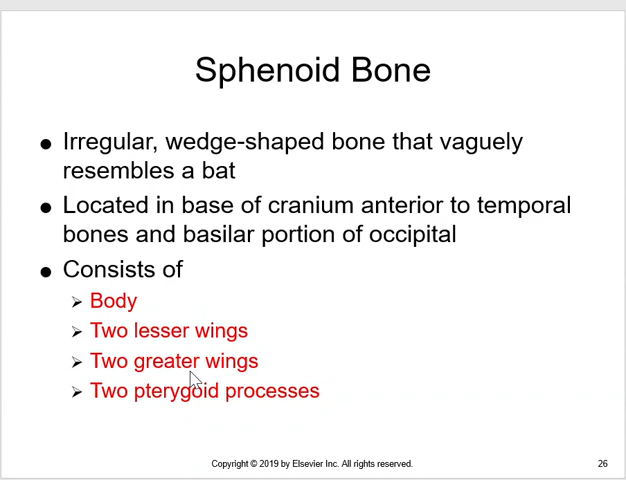 Sphenoid Bone
● Irregular, wedge-shaped bone that vaguely
resembles a bat
● Located in base of cranium anterior to temporal
bones and basilar portion of occipital
● Consists of
➢ Body
➢ Two lesser wings
➢ Two greater wings
➢ Two pterygoid processes
Copyright © 2019 by Elsevier Inc. All rights reserved.
26